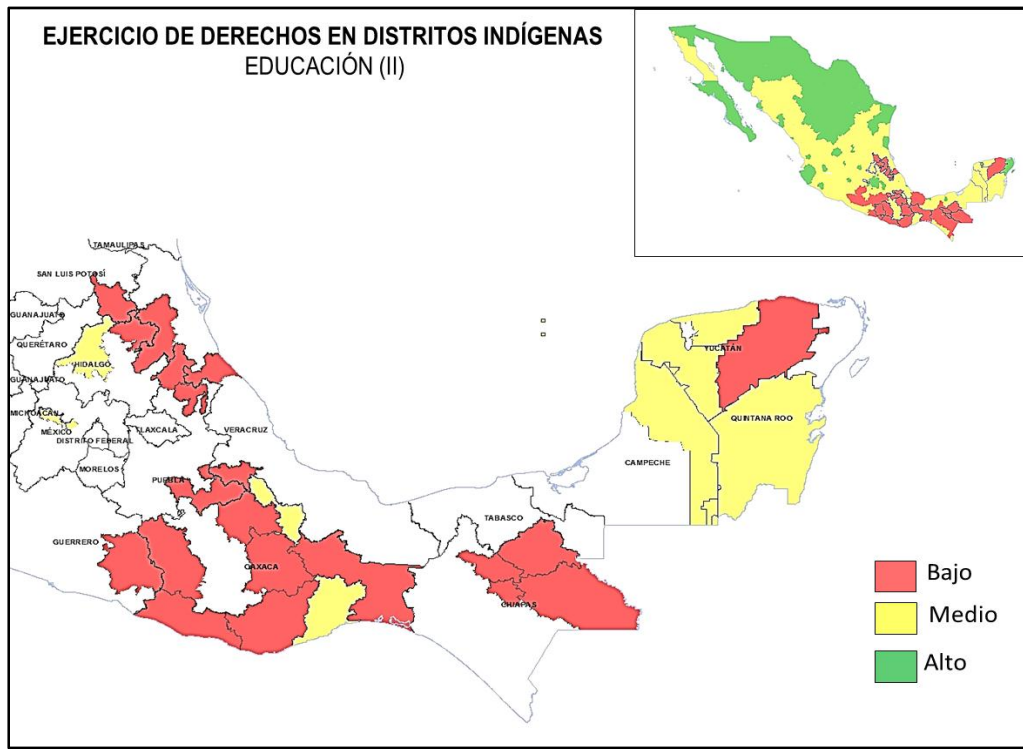 EJERCICIO DE DERECHOS EN DISTRITOS INDÍGENAS
EDUCACIÓN (II)
TAMAULIPAS
SAN LUIS POTOSÍ
GUANAJUATO
QUERÉTARO
HIDALGO
GUANAJUATO
MICHOACÁN
MÉXICO
DISTRITO FEDERAL
TLAXCALA
VERACRUZ
MORELOS
PUEBLA
GUERRERO
OAXACA
TABASCO
CHIAPAS
CAMPECHE
YUCATÁN
QUINTANA ROO
Bajo
Medio
Alto